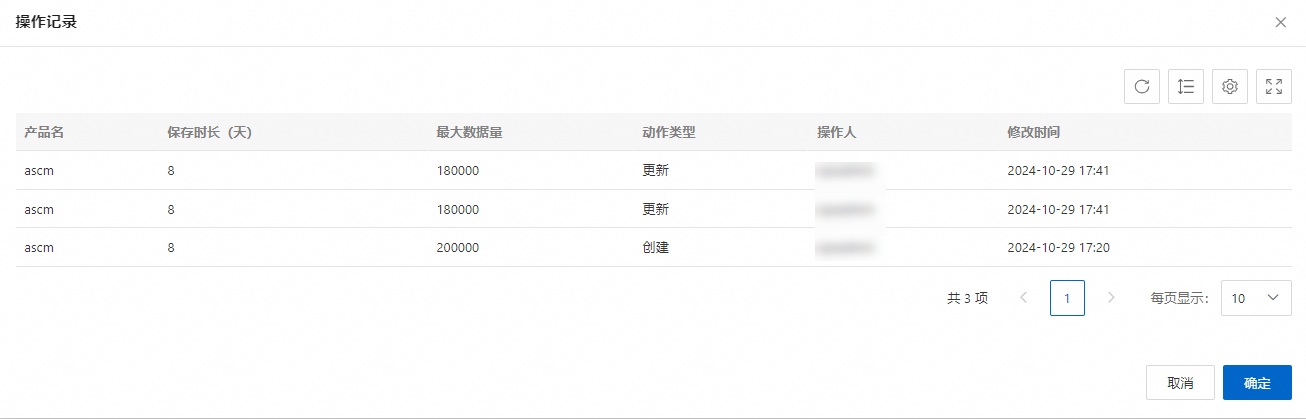 操作记录
产品名 保存时长（天） 最大数据量 动作类型 操作人 修改时间
ascm 8 180000 更新 2024-10-29 17:41
ascm 8 180000 更新 2024-10-29 17:41
ascm 8 200000 创建 2024-10-29 17:20
共 3 项 1 每页显示： 10
取消 确定